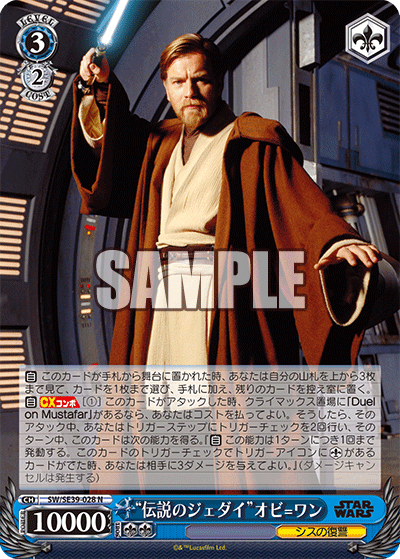 LEVEL
3
2
COST
SAMPLE
自 このカードが手札から舞台に置かれた時、あなたは自分の山札を上から3枚
まで見て、カードを1枚まで選び、手札に加え、残りのカードを控え室に置く。
自 CXコンボ [①] このカードがアタックした時、クライマックス置場に「Duel
on Mustafar」があるなら、あなたはコストを払ってよい。そうしたら、その
アタック中、あなたはトリガーステップにトリガーチェックを2回行い、その
ターン中、このカードは次の能力を得る。『自 この能力は1ターンにつき1回まで
発動する。このカードのトリガーチェックでトリガーアイコンが
あるカードがでた時、あなたは相手に3ダメージを与えてよい。』(ダメージキャンセル
は発生する)
CH SW/SE39-028 N
POWER
10000
"伝説のジェダイ"オビ=ワン
STAR WARS
シスの復讐
©&™Lucasfilm Ltd.